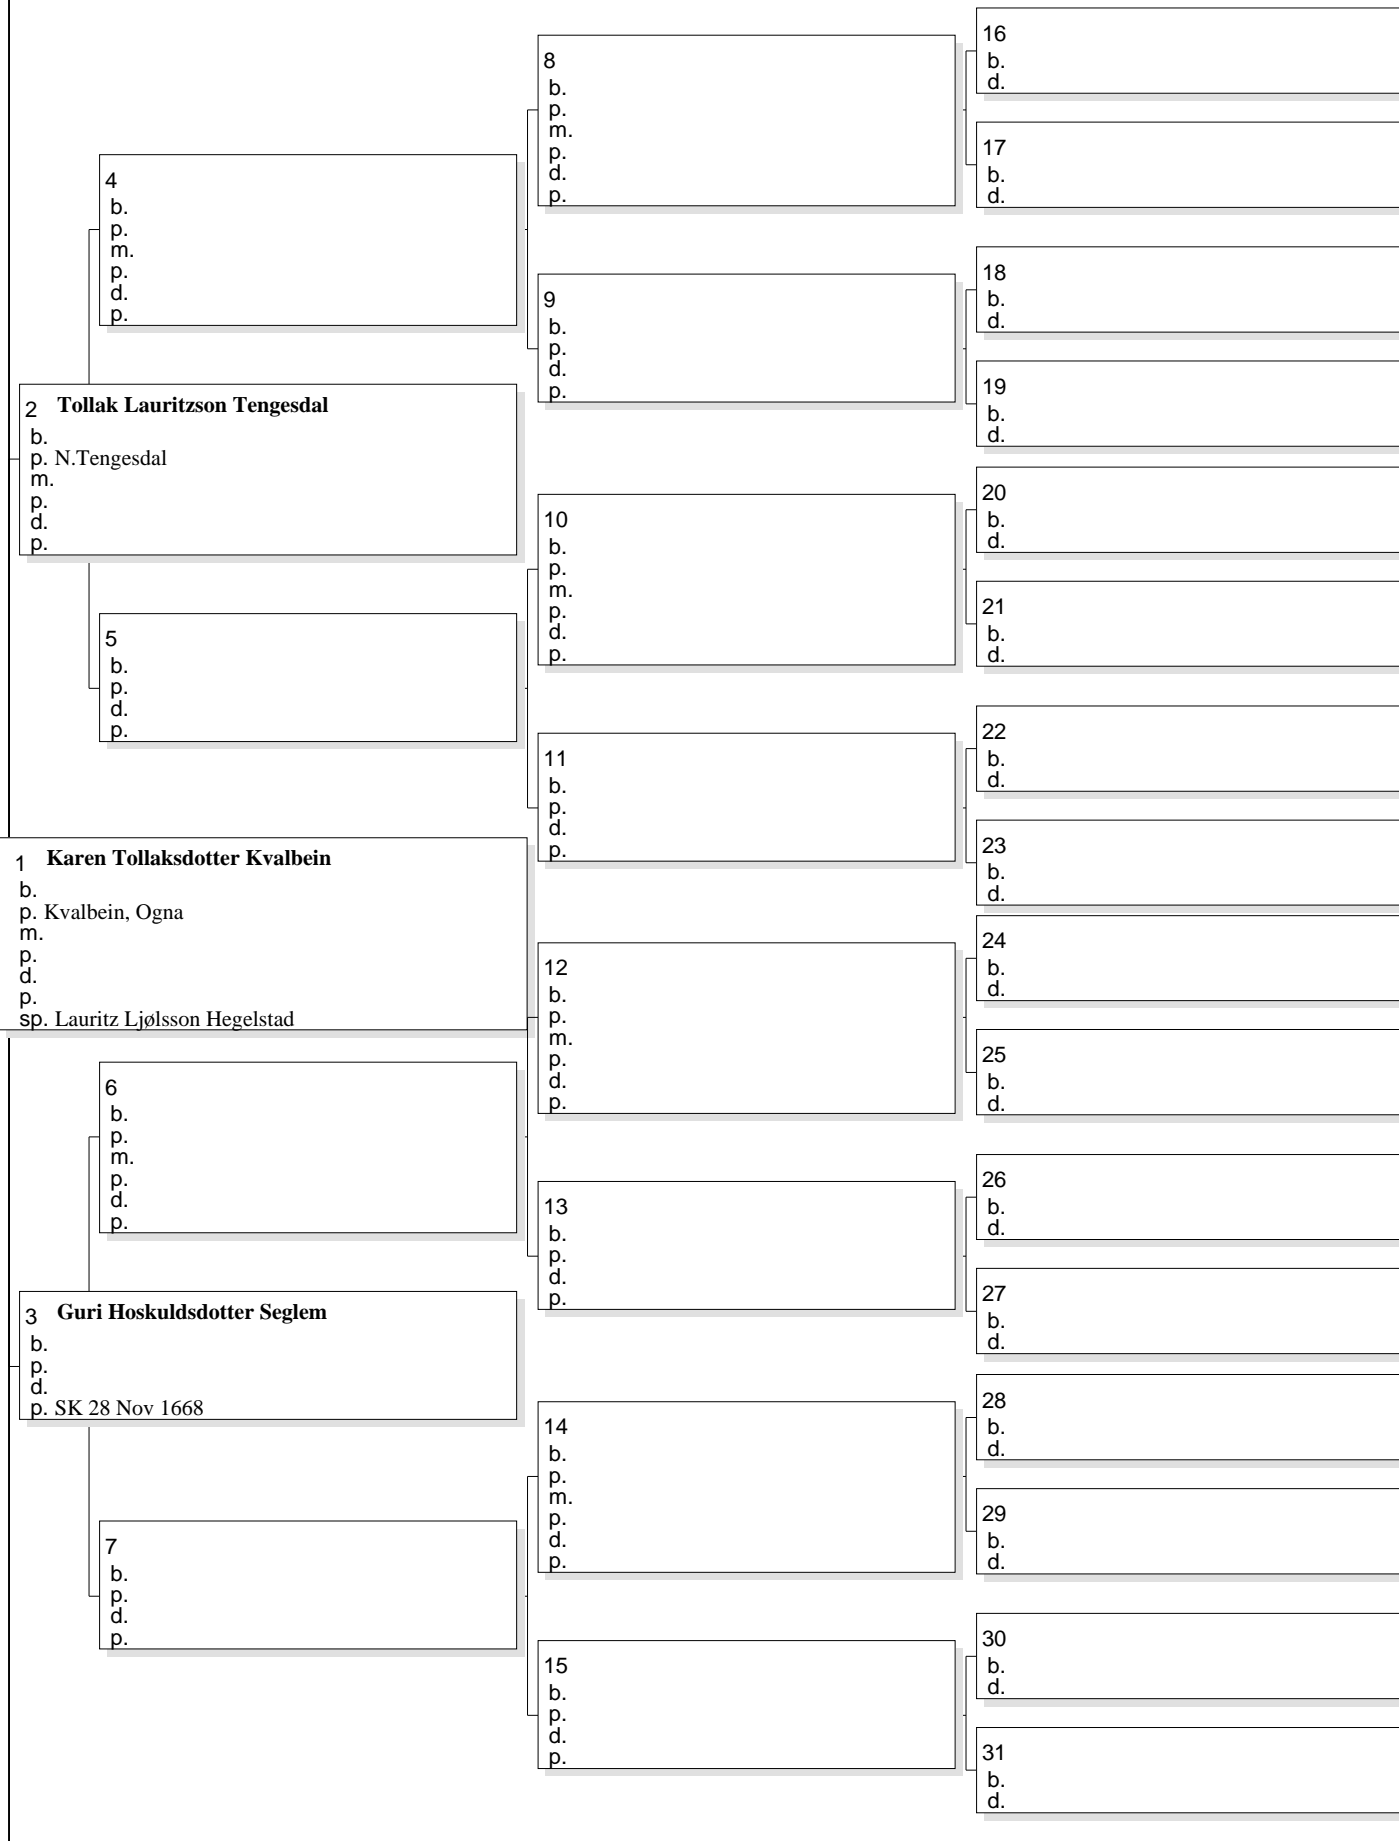 16
b.
d.
8
b.
p.
m.
p.
d.
p.
17
b.
d.
4
b.
p.
m.
p.
d.
p.
18
b.
d.
9
b.
p.
d.
p.
19
b.
d.
2 Tollak Lauritzson Tengesdal
b.
p. N.Tengesdal
m.
p.
d.
p.
20
b.
d.
10
b.
p.
m.
p.
d.
p.
21
b.
d.
5
b.
p.
d.
p.
22
b.
d.
11
b.
p.
d.
p.
23
b.
d.
1 Karen Tollaksdotter Kvalbein
b.
p. Kvalbein, Ogna
m.
p.
d.
p.
sp. Lauritz Ljølsson Hegelstad
24
b.
d.
12
b.
p.
m.
p.
d.
p.
25
b.
d.
6
b.
p.
m.
p.
d.
p.
26
b.
d.
13
b.
p.
d.
p.
27
b.
d.
3 Guri Hoskuldsdotter Seglem
b.
p.
d.
p. SK 28 Nov 1668
28
b.
d.
14
b.
p.
m.
p.
d.
p.
29
b.
d.
7
b.
p.
d.
p.
30
b.
d.
15
b.
p.
d.
p.
31
b.
d.